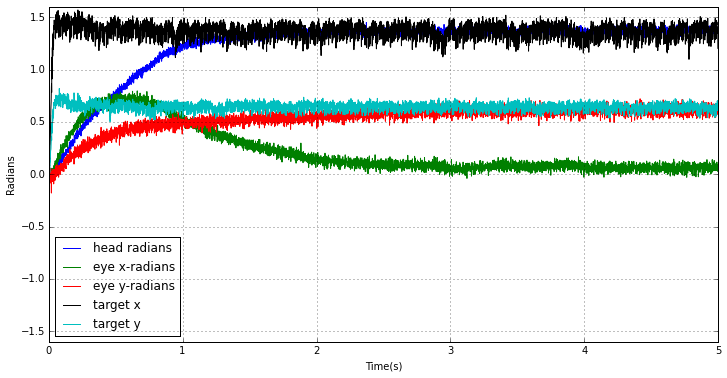 1.5
1.0
0.5
0.0
−0.5
−1.0
−1.5
Radians
head radians
eye x-radians
eye y-radians
target x
target y
0 1 2 3 4 5
Time(s)